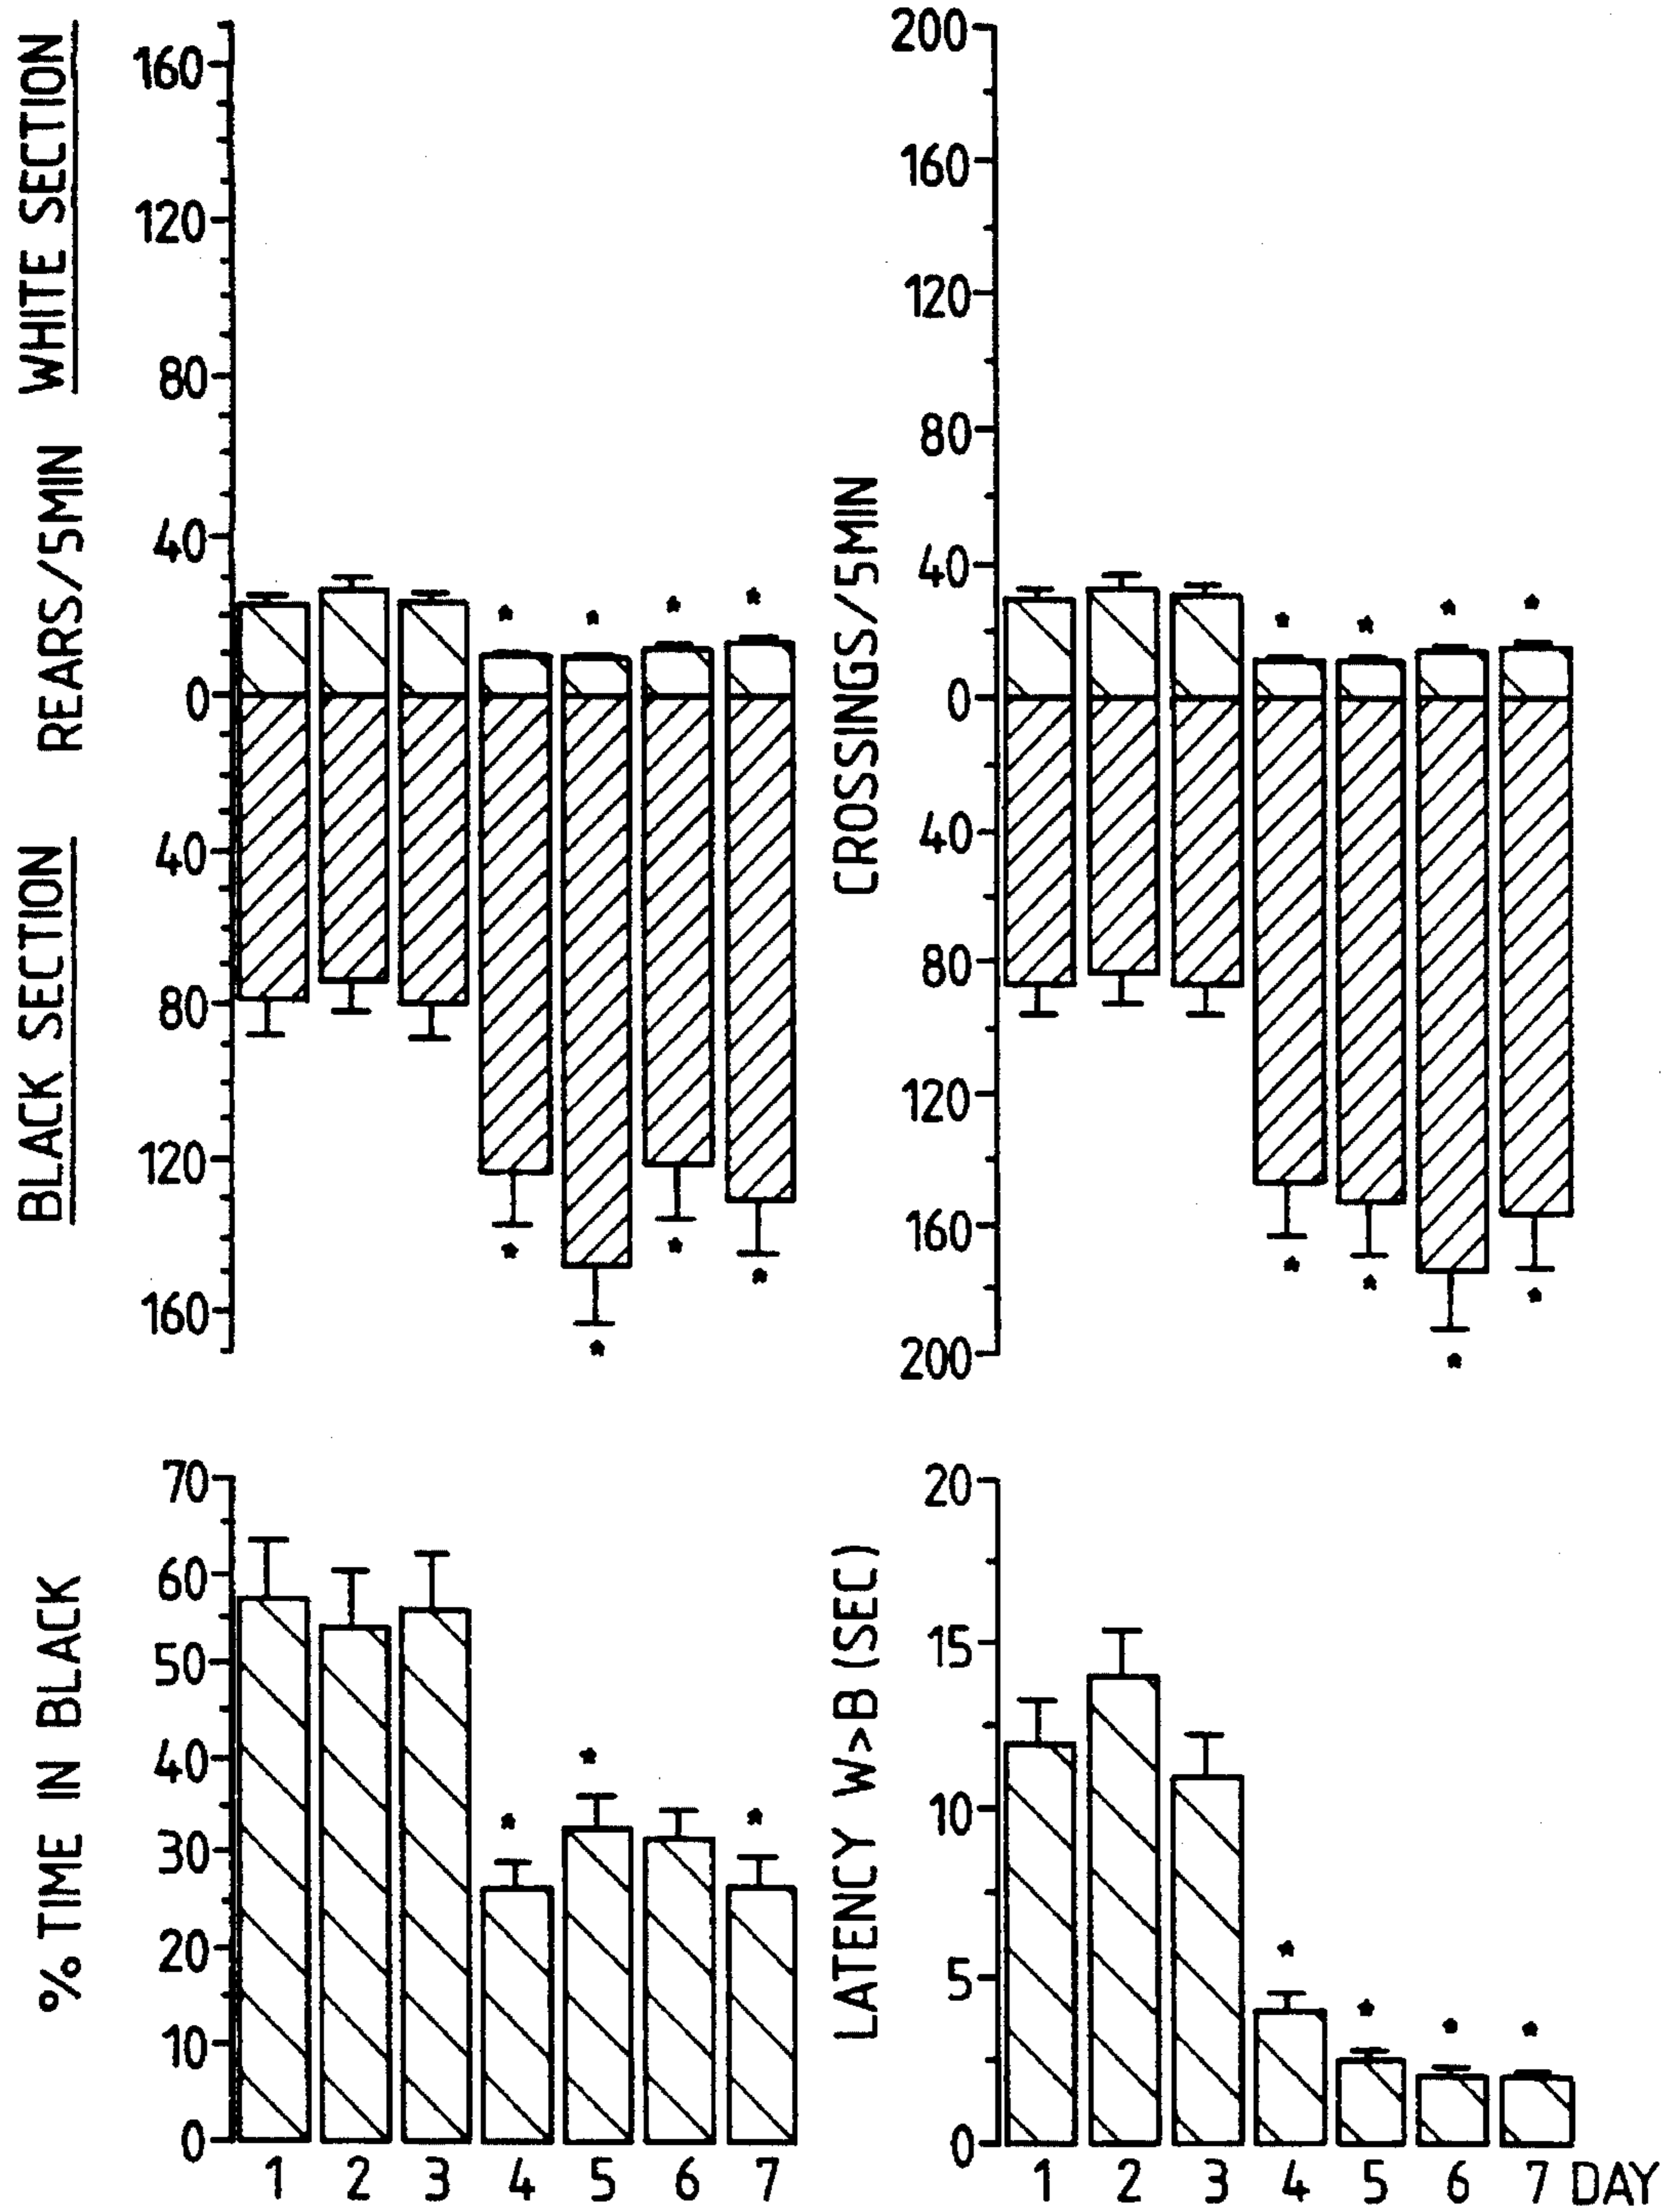 WHITE SECTION
REARS/5MIN
BLACK SECTION
160
120
80
40
0
40
80
120
160
* * * *
* * * *
CROSSINGS/5MIN
200
160
120
80
40
0
40
80
120
160
200
* * * *
* * * *
% TIME IN BLACK
70
60
50
40
30
20
10
0
* * *
1 2 3 4 5 6 7
LATENCY W>B (SEC)
20
15
10
5
0
* * * *
1 2 3 4 5 6 7 DAY